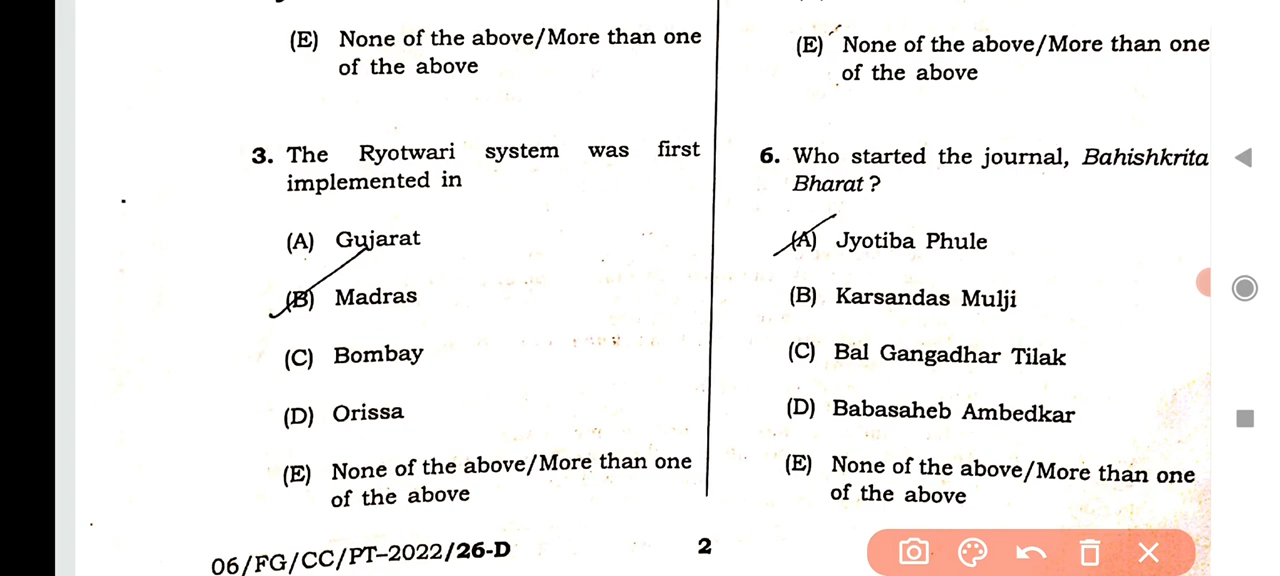 (E) None of the above/More than one
of the above
3. The Ryotwari system was first
implemented in
(A) Gujarat
(B) Madras
(C) Bombay
(D) Orissa
(E) None of the above/More than one
of the above
(E) None of the above/More than one
of the above
6. Who started the journal, Bahishkrita
Bharat ?
(A) Jyotiba Phule
(B) Karsandas Mulji
(C) Bal Gangadhar Tilak
(D) Babasaheb Ambedkar
(E) None of the above/More than one
of the above
06/FG/CC/PT–2022/26-D
2